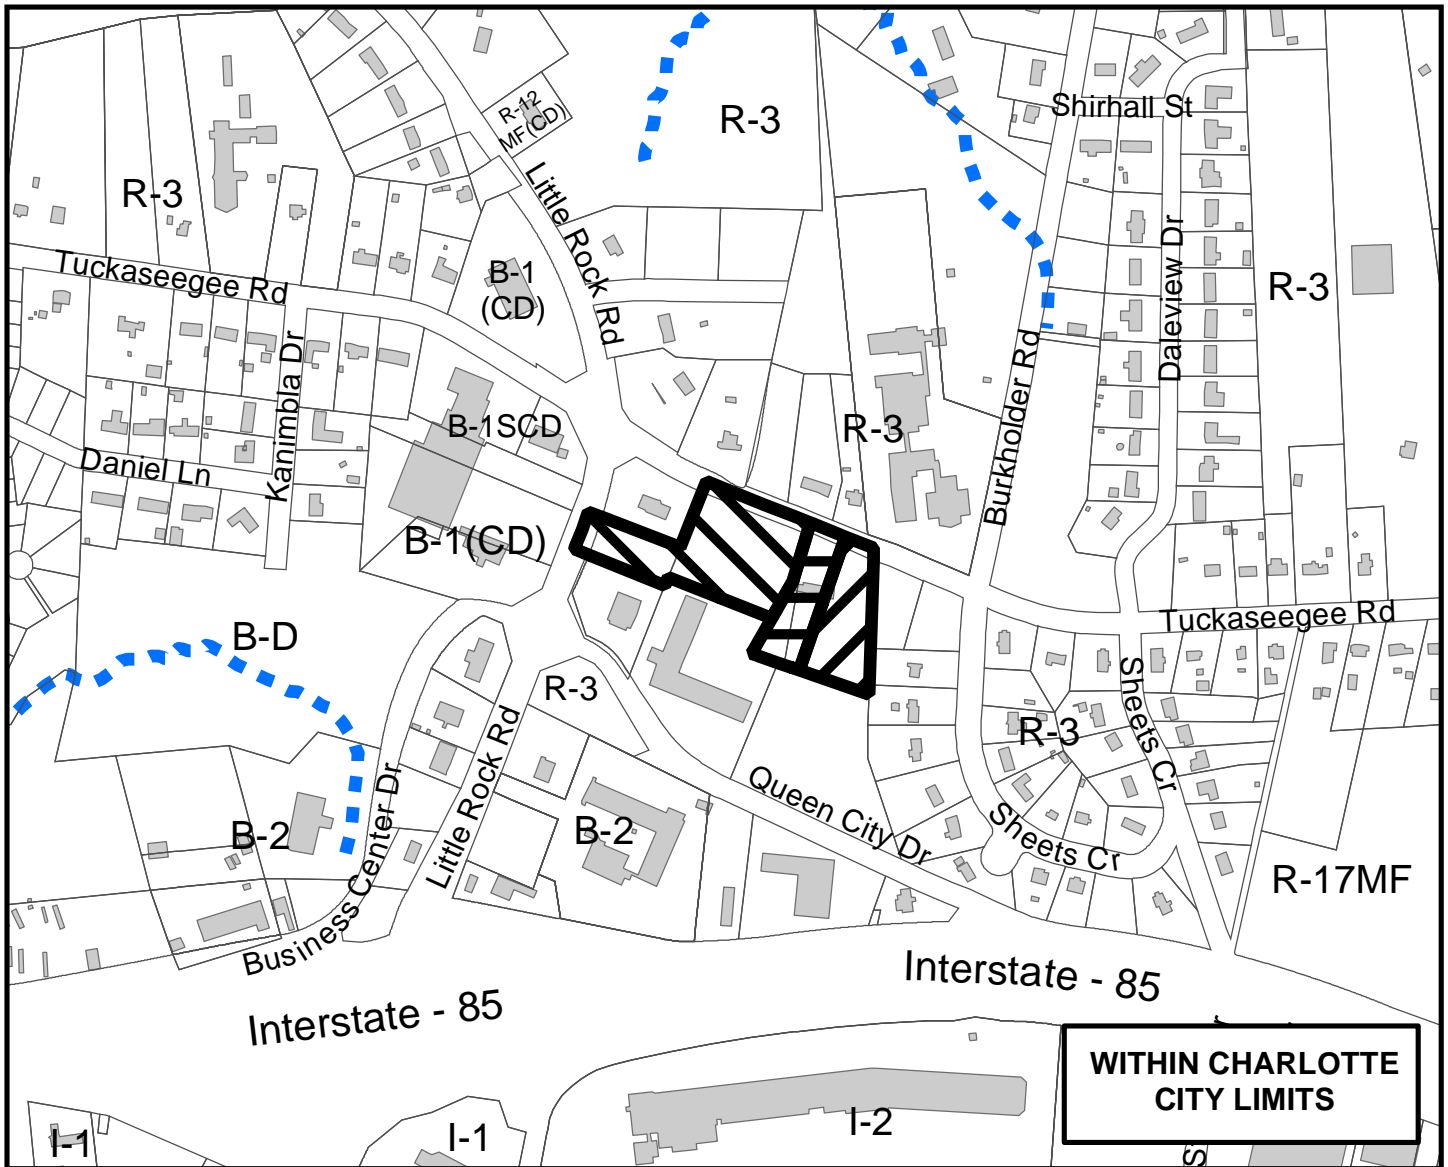 R-12
MF(CD)
R-3
Shirhall St
R-3
Little Rock Rd
Daleview Dr
Tuckaseegee Rd
B-1
(CD)
R-3
Kanimbla Dr
Burkholder Rd
B-1SCD
R-3
Daniel Ln
B-1(CD)
Tuckaseegee Rd
B-D
R-3
Sheets Cr
R-3
Little Rock Rd
Queen City Dr
Business Center Dr
B-2
B-2
Sheets Cr
R-17MF
Interstate - 85
Interstate - 85
WITHIN CHARLOTTE
CITY LIMITS
I-1
I-1
I-2